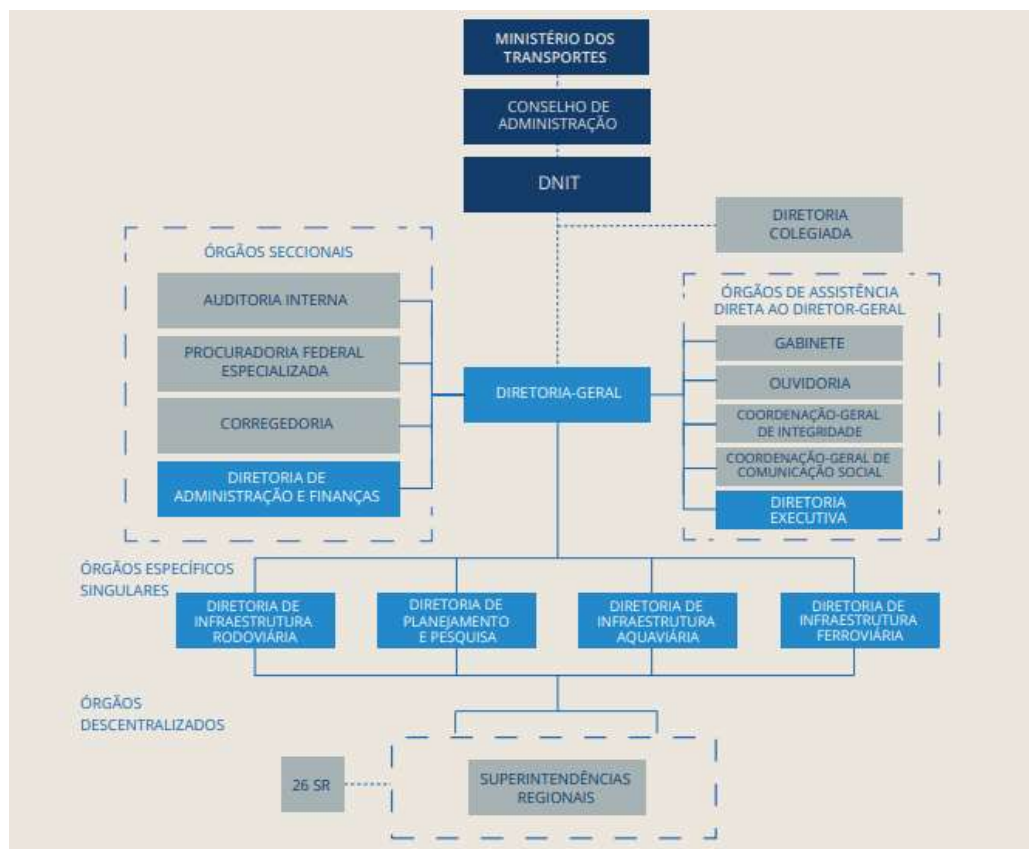 MINISTÉRIO DOS
TRANSPORTES
CONSELHO DE
ADMINISTRAÇÃO
DNIT
DIRETORIA
COLEGIADA
ÓRGÃOS SECCIONAIS
AUDITORIA INTERNA
PROCURADORIA FEDERAL
ESPECIALIZADA
CORREGEDORIA
DIRETORIA DE
ADMINISTRAÇÃO E FINANÇAS
DIRETORIA-GERAL
ÓRGÃOS DE ASSISTÊNCIA
DIRETA AO DIRETOR-GERAL
GABINETE
OUVIDORIA
COORDENAÇÃO-GERAL
DE INTEGRIDADE
COORDENAÇÃO-GERAL DE
COMUNICAÇÃO SOCIAL
DIRETORIA
EXECUTIVA
ÓRGÃOS ESPECÍFICOS
SINGULARES
DIRETORIA DE
INFRAESTRUTURA
RODOVIÁRIA
DIRETORIA DE
PLANEJAMENTO
E PESQUISA
DIRETORIA DE
INFRAESTRUTURA
AQUAVIÁRIA
DIRETORIA DE
INFRAESTRUTURA
FERROVIÁRIA
ÓRGÃOS
DESCENTRALIZADOS
26 SR
SUPERINTENDÊNCIAS
REGIONAIS